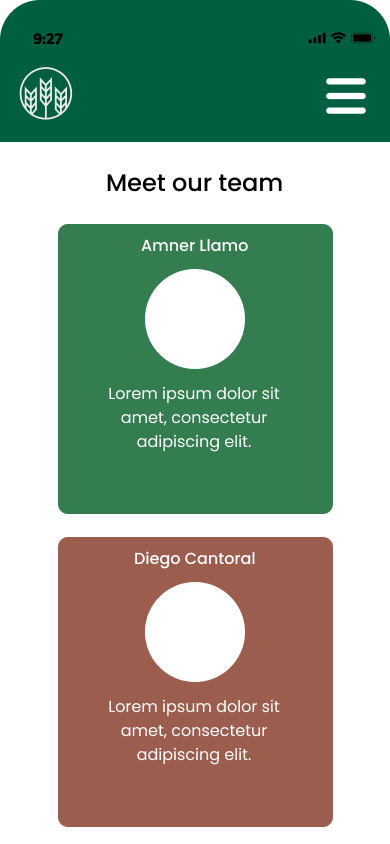 9:27
Meet our team
Amner Llamo
Lorem ipsum dolor sit
amet, consectetur
adipiscing elit.
Diego Cantoral
Lorem ipsum dolor sit
amet, consectetur
adipiscing elit.